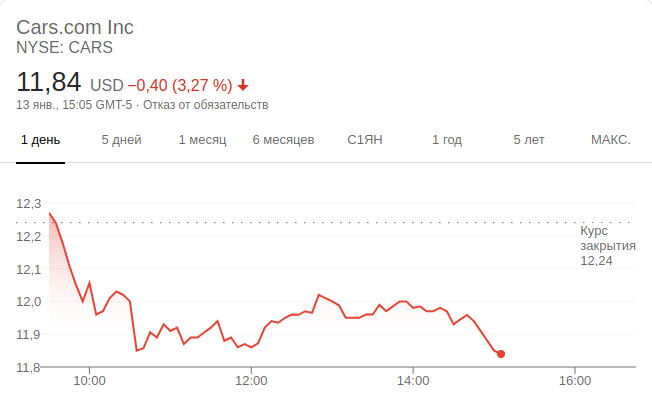 Cars.com Inc
NYSE: CARS
11,84 USD −0,40 (3,27 %)
13 янв., 15:05 GMT-5 · Отказ от обязательств
1 день 5 дней 1 месяц 6 месяцев С1ЯН 1 год 5 лет МАКС.
12,3
12,2
12,1
12,0
11,9
11,8
Курс
закрытия
12,24
10:00 12:00 14:00 16:00